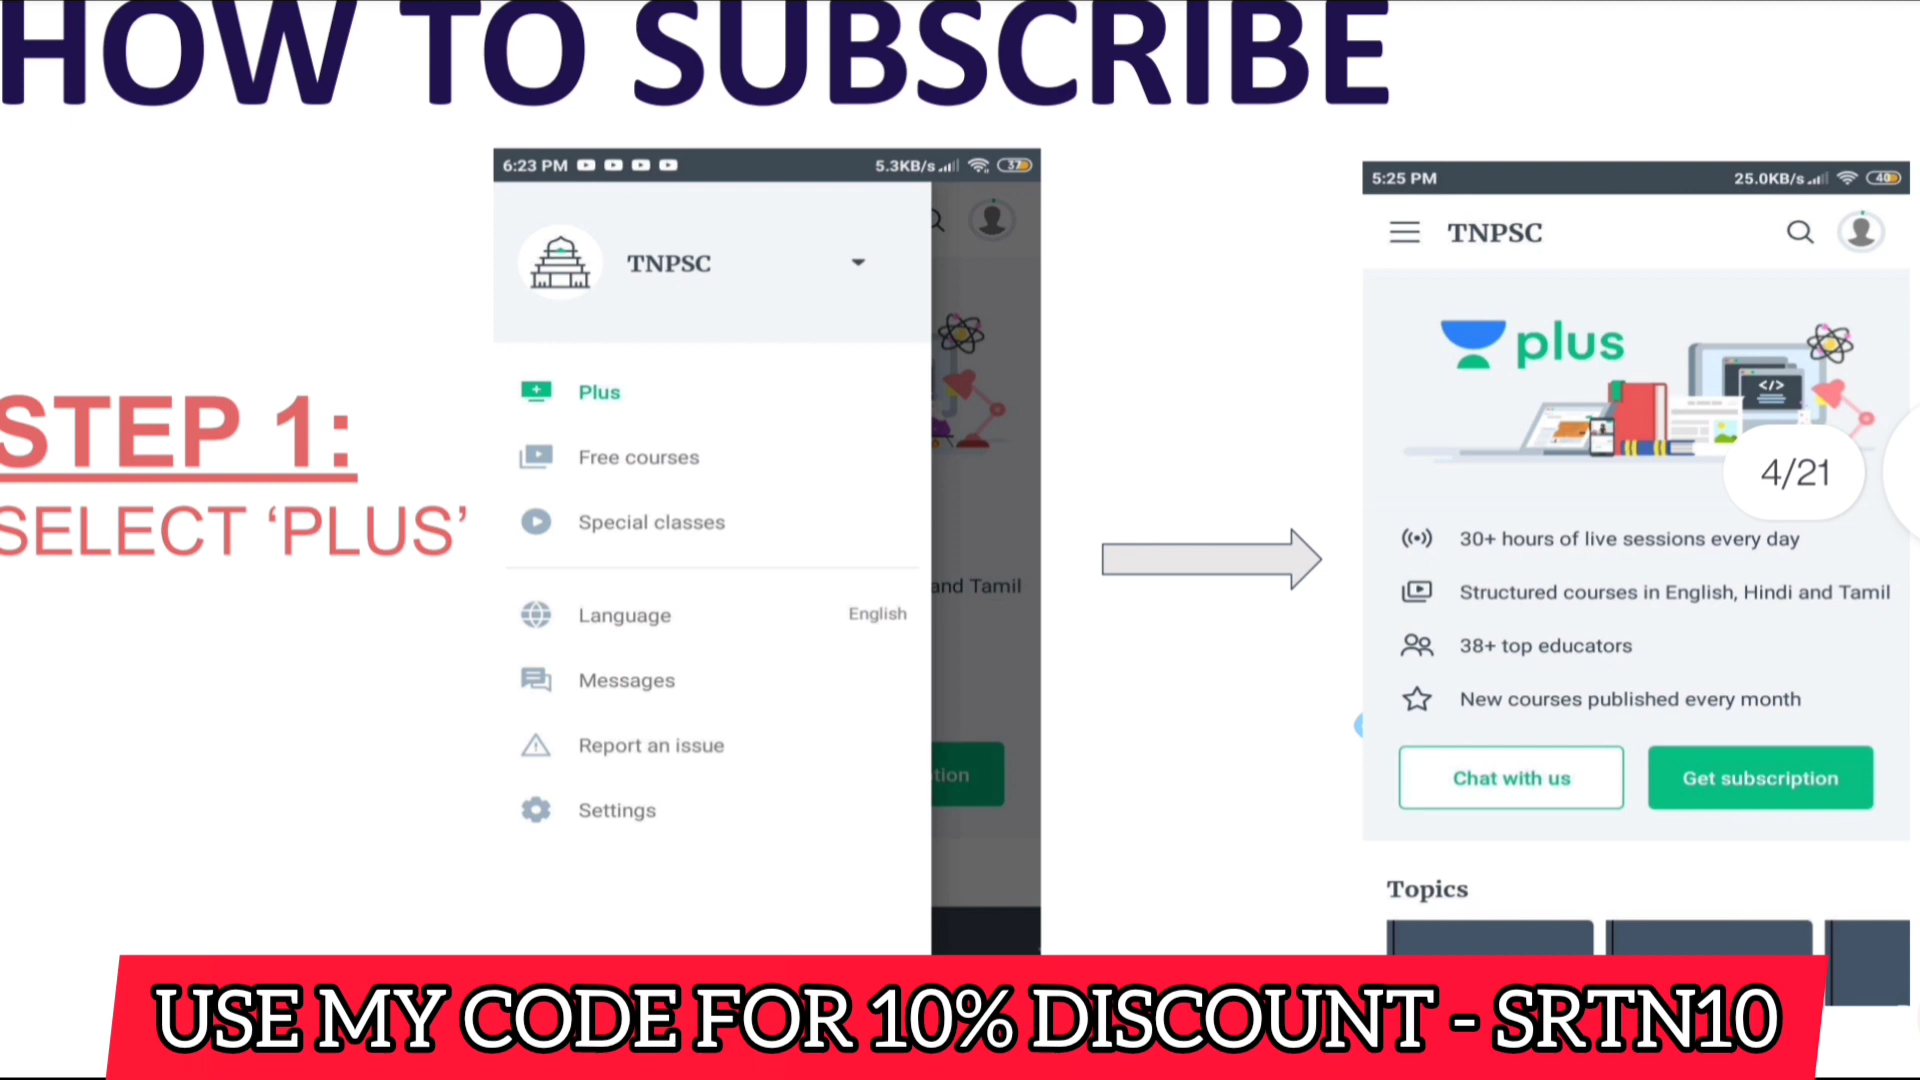 HOW TO SUBSCRIBE
STEP 1:
SELECT ‘PLUS’
6:23 PM
5.3KB/s
37
TNPSC
Plus
Free courses
Special classes
Language
English
Messages
Report an issue
Settings
and Tamil
tion
5:25 PM
25.0KB/s
40
TNPSC
plus
</>
4/21
30+ hours of live sessions every day
Structured courses in English, Hindi and Tamil
38+ top educators
New courses published every month
Chat with us
Get subscription
Topics
USE MY CODE FOR 10% DISCOUNT - SRTN10